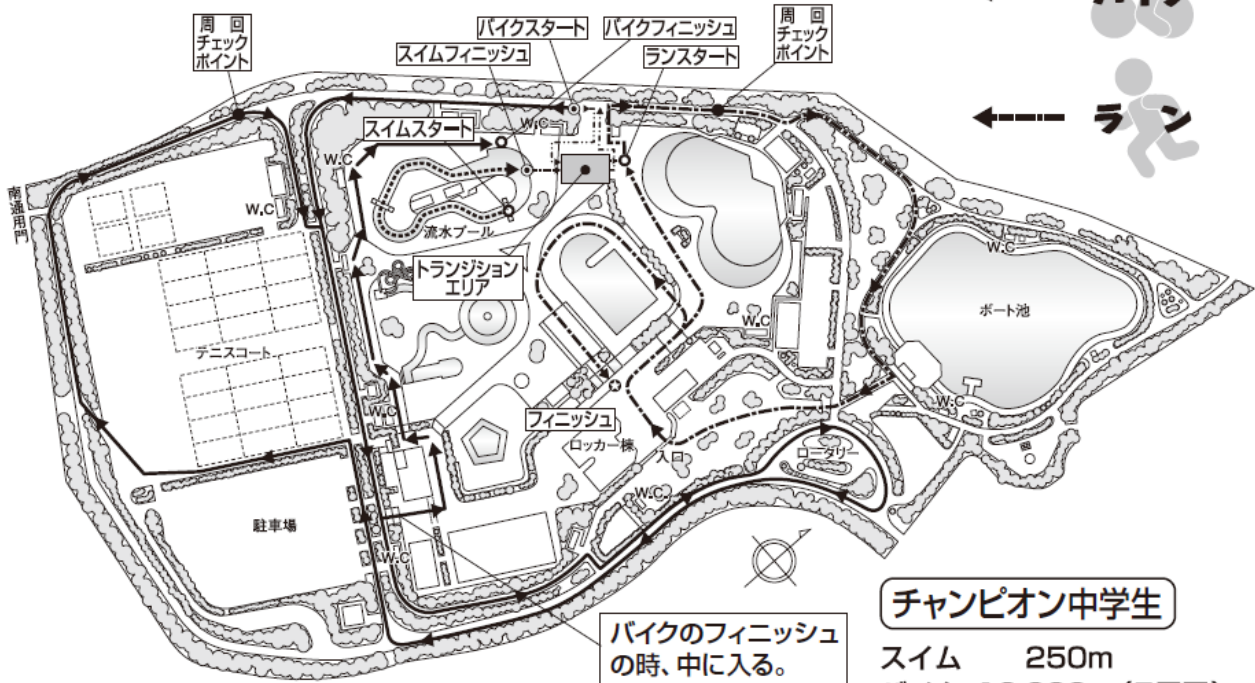 周 回
チェック
ポイント
バイクスタート
バイクフィニッシュ
スイムフィニッシュ
ランスタート
周 回
チェック
ポイント
ラン
スイムスタート
W.C
W.C
W.C
南通用門
流水プール
トランジション
エリア
W.C
ボート池
テニスコート
W.C
W.C
W.C
フィニッシュ
ロッカー棟
入口
ロータリー
W.C
駐車場
W.C
バイクのフィニッシュ
の時、中に入る。
チャンピオン中学生
スイム 250m